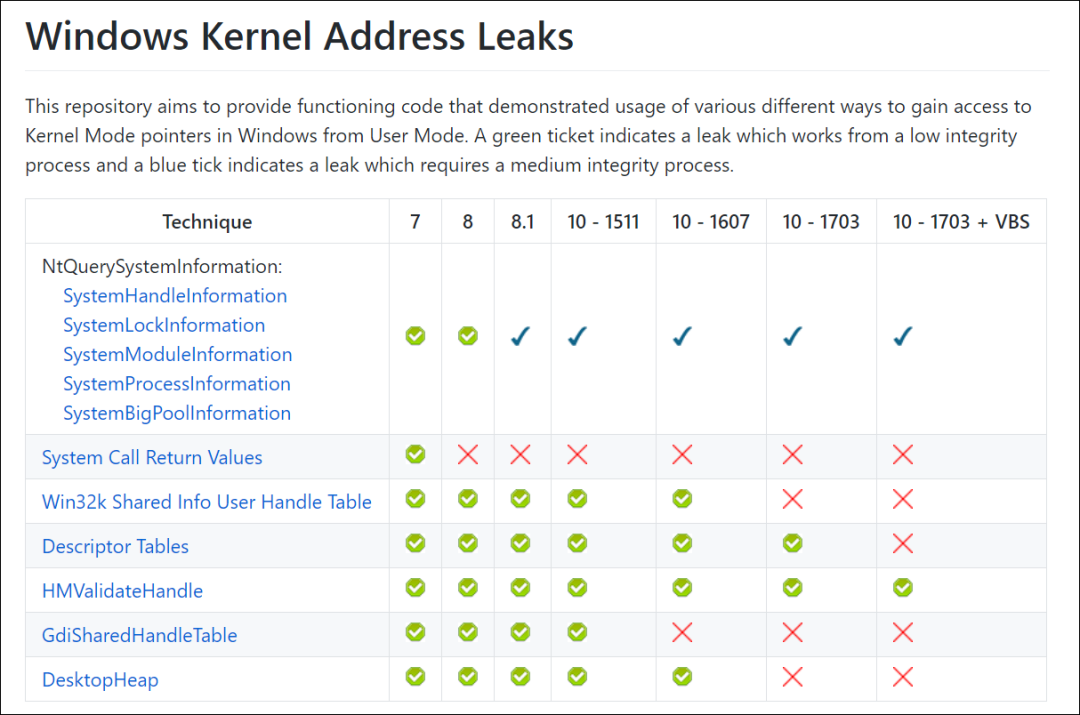 Windows Kernel Address Leaks
This repository aims to provide functioning code that demonstrated usage of various different ways to gain access to
Kernel Mode pointers in Windows from User Mode. A green ticket indicates a leak which works from a low integrity
process and a blue tick indicates a leak which requires a medium integrity process.
Technique 7 8 8.1 10 - 1511 10 - 1607 10 - 1703 10 - 1703 + VBS
NtQuerySystemInformation:
SystemHandleInformation
SystemLockInformation
SystemModuleInformation
SystemProcessInformation
SystemBigPoolInformation
System Call Return Values
Win32k Shared Info User Handle Table
Descriptor Tables
HMValidateHandle
GdiSharedHandleTable
DesktopHeap